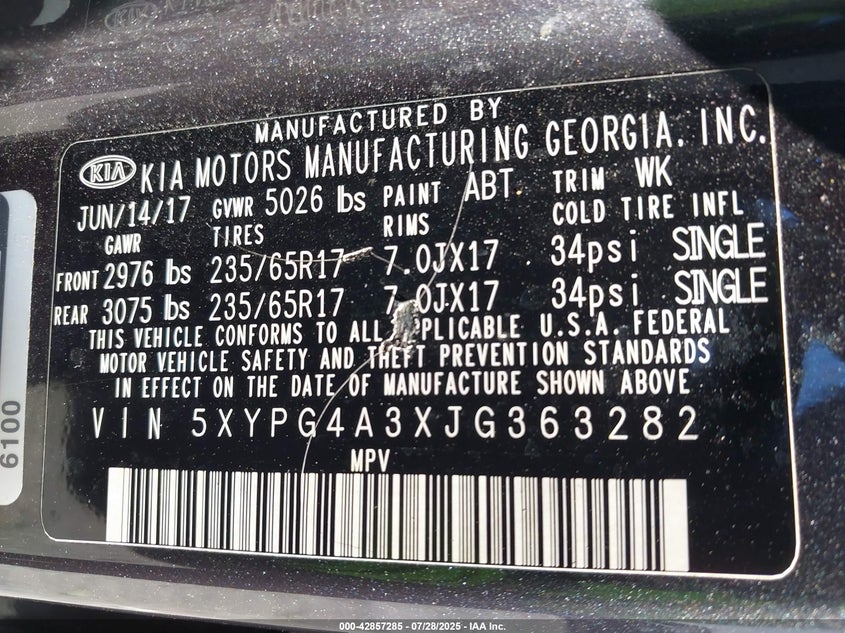 MANUFACTURED BY
KIA KIA MOTORS MANUFACTURING GEORGIA, INC.
JUN/14/17 GVWR 5026 lbs PAINT ABT TRIM WK
GAWR TIRES RIMS COLD TIRE INFL
FRONT 2976 lbs 235/65R17 7.0JX17 34psi SINGLE
REAR 3075 lbs 235/65R17 7.0JX17 34psi SINGLE
THIS VEHICLE CONFORMS TO ALL APPLICABLE U.S.A. FEDERAL
MOTOR VEHICLE SAFETY AND THEFT PREVENTION STANDARDS
IN EFFECT ON THE DATE OF MANUFACTURE SHOWN ABOVE
VIN 5XYPG4A3XJG363282
MPV
6100
000-42857285 | 07/28/2025 | IAA Inc.